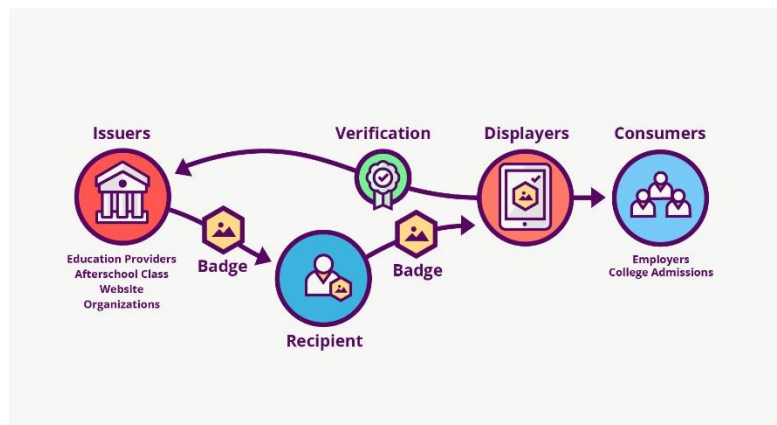 Issuers
Verification
Displayers
Consumers
Education Providers
Afterschool Class
Website
Organizations
Badge
Badge
Recipient
Employers
College Admissions